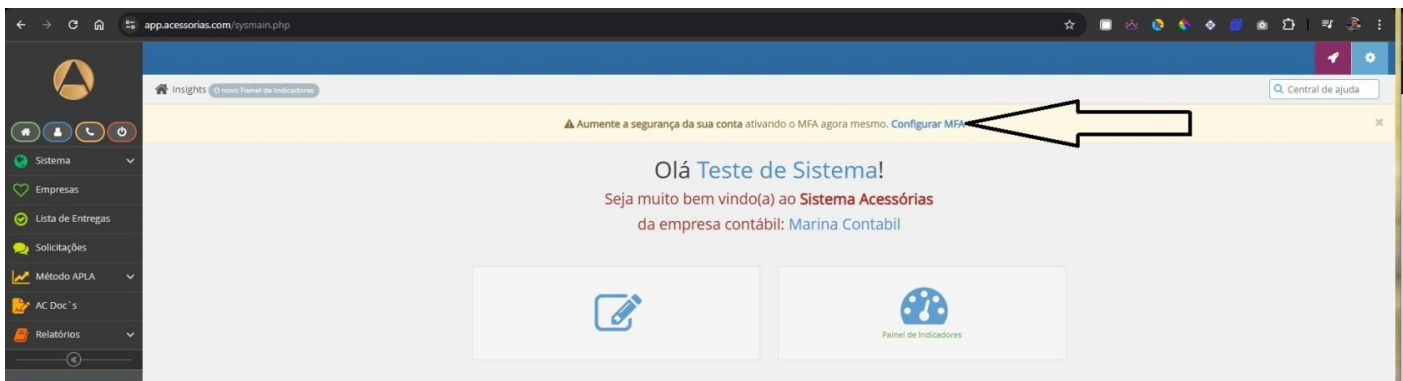 app.acessorias.com/sysmain.php
Insights O novo Painel de Indicadores
Central de ajuda
Aumente a segurança da sua conta ativando o MFA agora mesmo. Configurar MFA
Sistema
Empresas
Lista de Entregas
Solicitações
Método APLA
AC Doc`s
Relatórios
Olá Teste de Sistema!
Seja muito bem vindo(a) ao Sistema Acessórias
da empresa contábil: Marina Contabil
Painel de Indicadores